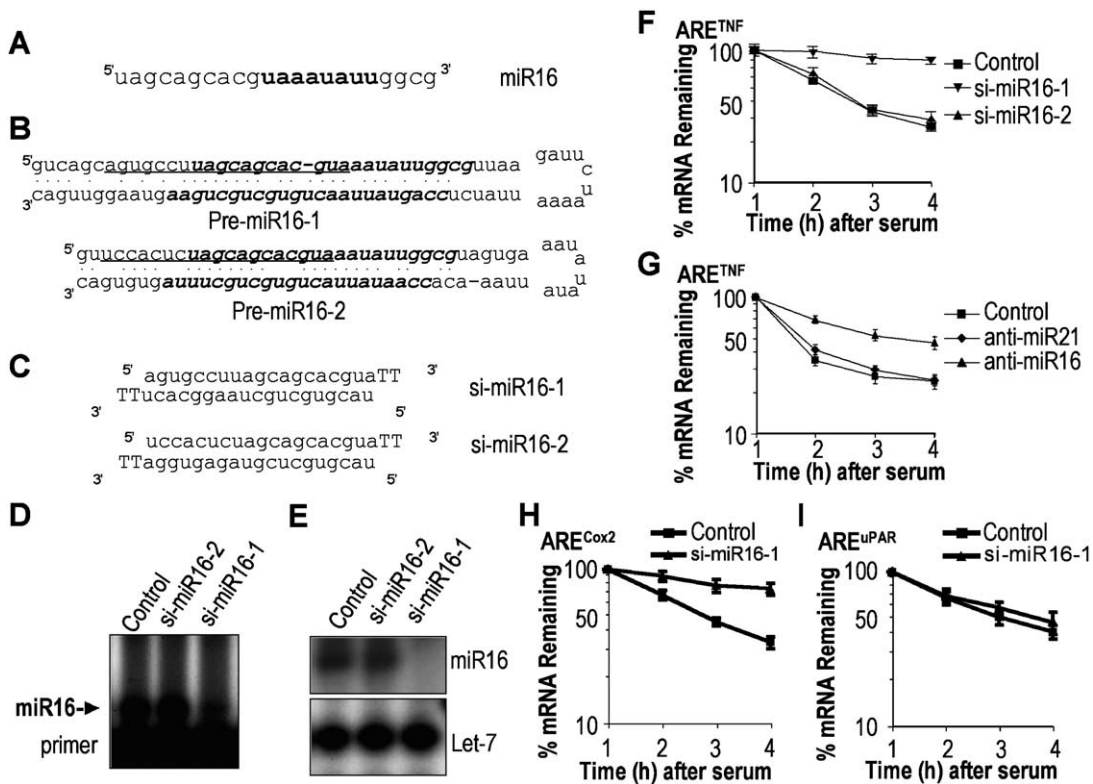 A
5'uagcagcacguaaauauuggcg3' miR16
B
5'gucagcagugccuuagcagcac-guaaauauuggcguuaa gauu
c
u
3'cagnuuggaaugaagucgucgugucaauuaugaccucuauu aaaa u
Pre-miR16-1
5'guuccacucuagcagcacguaaauauuggcguaguga aau
a
u
3'cagugugauuucgucgugucauuauaaccaca-aauu aua
Pre-miR16-2
C
5' agugccuuagcagcacguaTT 3'
3' TTucacggaaucgucgugcau 5'
si-miR16-1
5' uccacucuagcagcacguaTT 3'
3' TTaggugagaugcucgugcau 5'
si-miR16-2
D
Control
si-miR16-2
si-miR16-1
miR16-
primer
E
Control
si-miR16-2
si-miR16-1
miR16
Let-7
F
ARETNF
% mRNA Remaining
100
50
10
1 2 3 4
Time (h) after serum
Control
si-miR16-1
si-miR16-2
G
ARETNF
% mRNA Remaining
100
50
10
1 2 3 4
Time (h) after serum
Control
anti-miR21
anti-miR16
H
ARECox2
Control
si-miR16-1
% mRNA Remaining
100
50
10
1 2 3 4
Time (h) after serum
I
AREuPAR
Control
si-miR16-1
% mRNA Remaining
100
50
10
1 2 3 4
Time (h) after serum